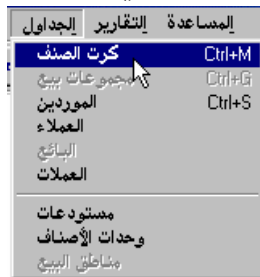 الجداول التقارير المساعدة
كرت الصنف Ctrl+M
مجموعات بيع Ctrl+G
الموردين Ctrl+S
العملاء
البائع
العملات
مستودعات
وحدات الأصناف
مناطق البيع